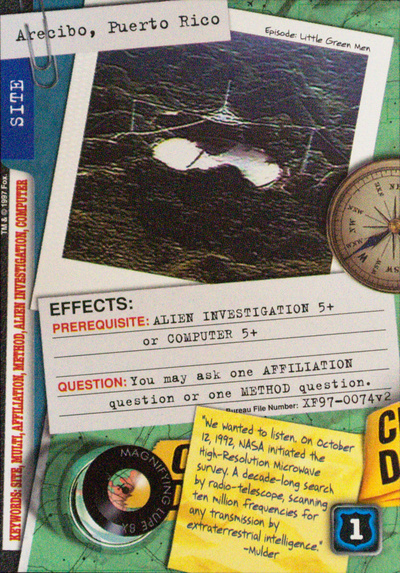 Arecibo, Puerto Rico
Episode: Little Green Men
SITE
TM & © 1997 Fox
KEYWORDS: SITE, MULTI, AFFILIATION, METHOD, ALIEN INVESTIGATION, COMPUTER
EFFECTS:
PREREQUISITE: ALIEN INVESTIGATION 5+
or COMPUTER 5+
QUESTION: You may ask one AFFILIATION
question or one METHOD question.
Bureau File Number: XF97-0074v2
MAGNIFYING LUPE 8X
"We wanted to listen. on October
12, 1992, NASA initiated the
High-Resolution Microwave
survey. A decade-long search
by radio-telescope, scanning
ten million frequencies for
any transmission by
extraterrestrial intelligence."
~Mulder
1